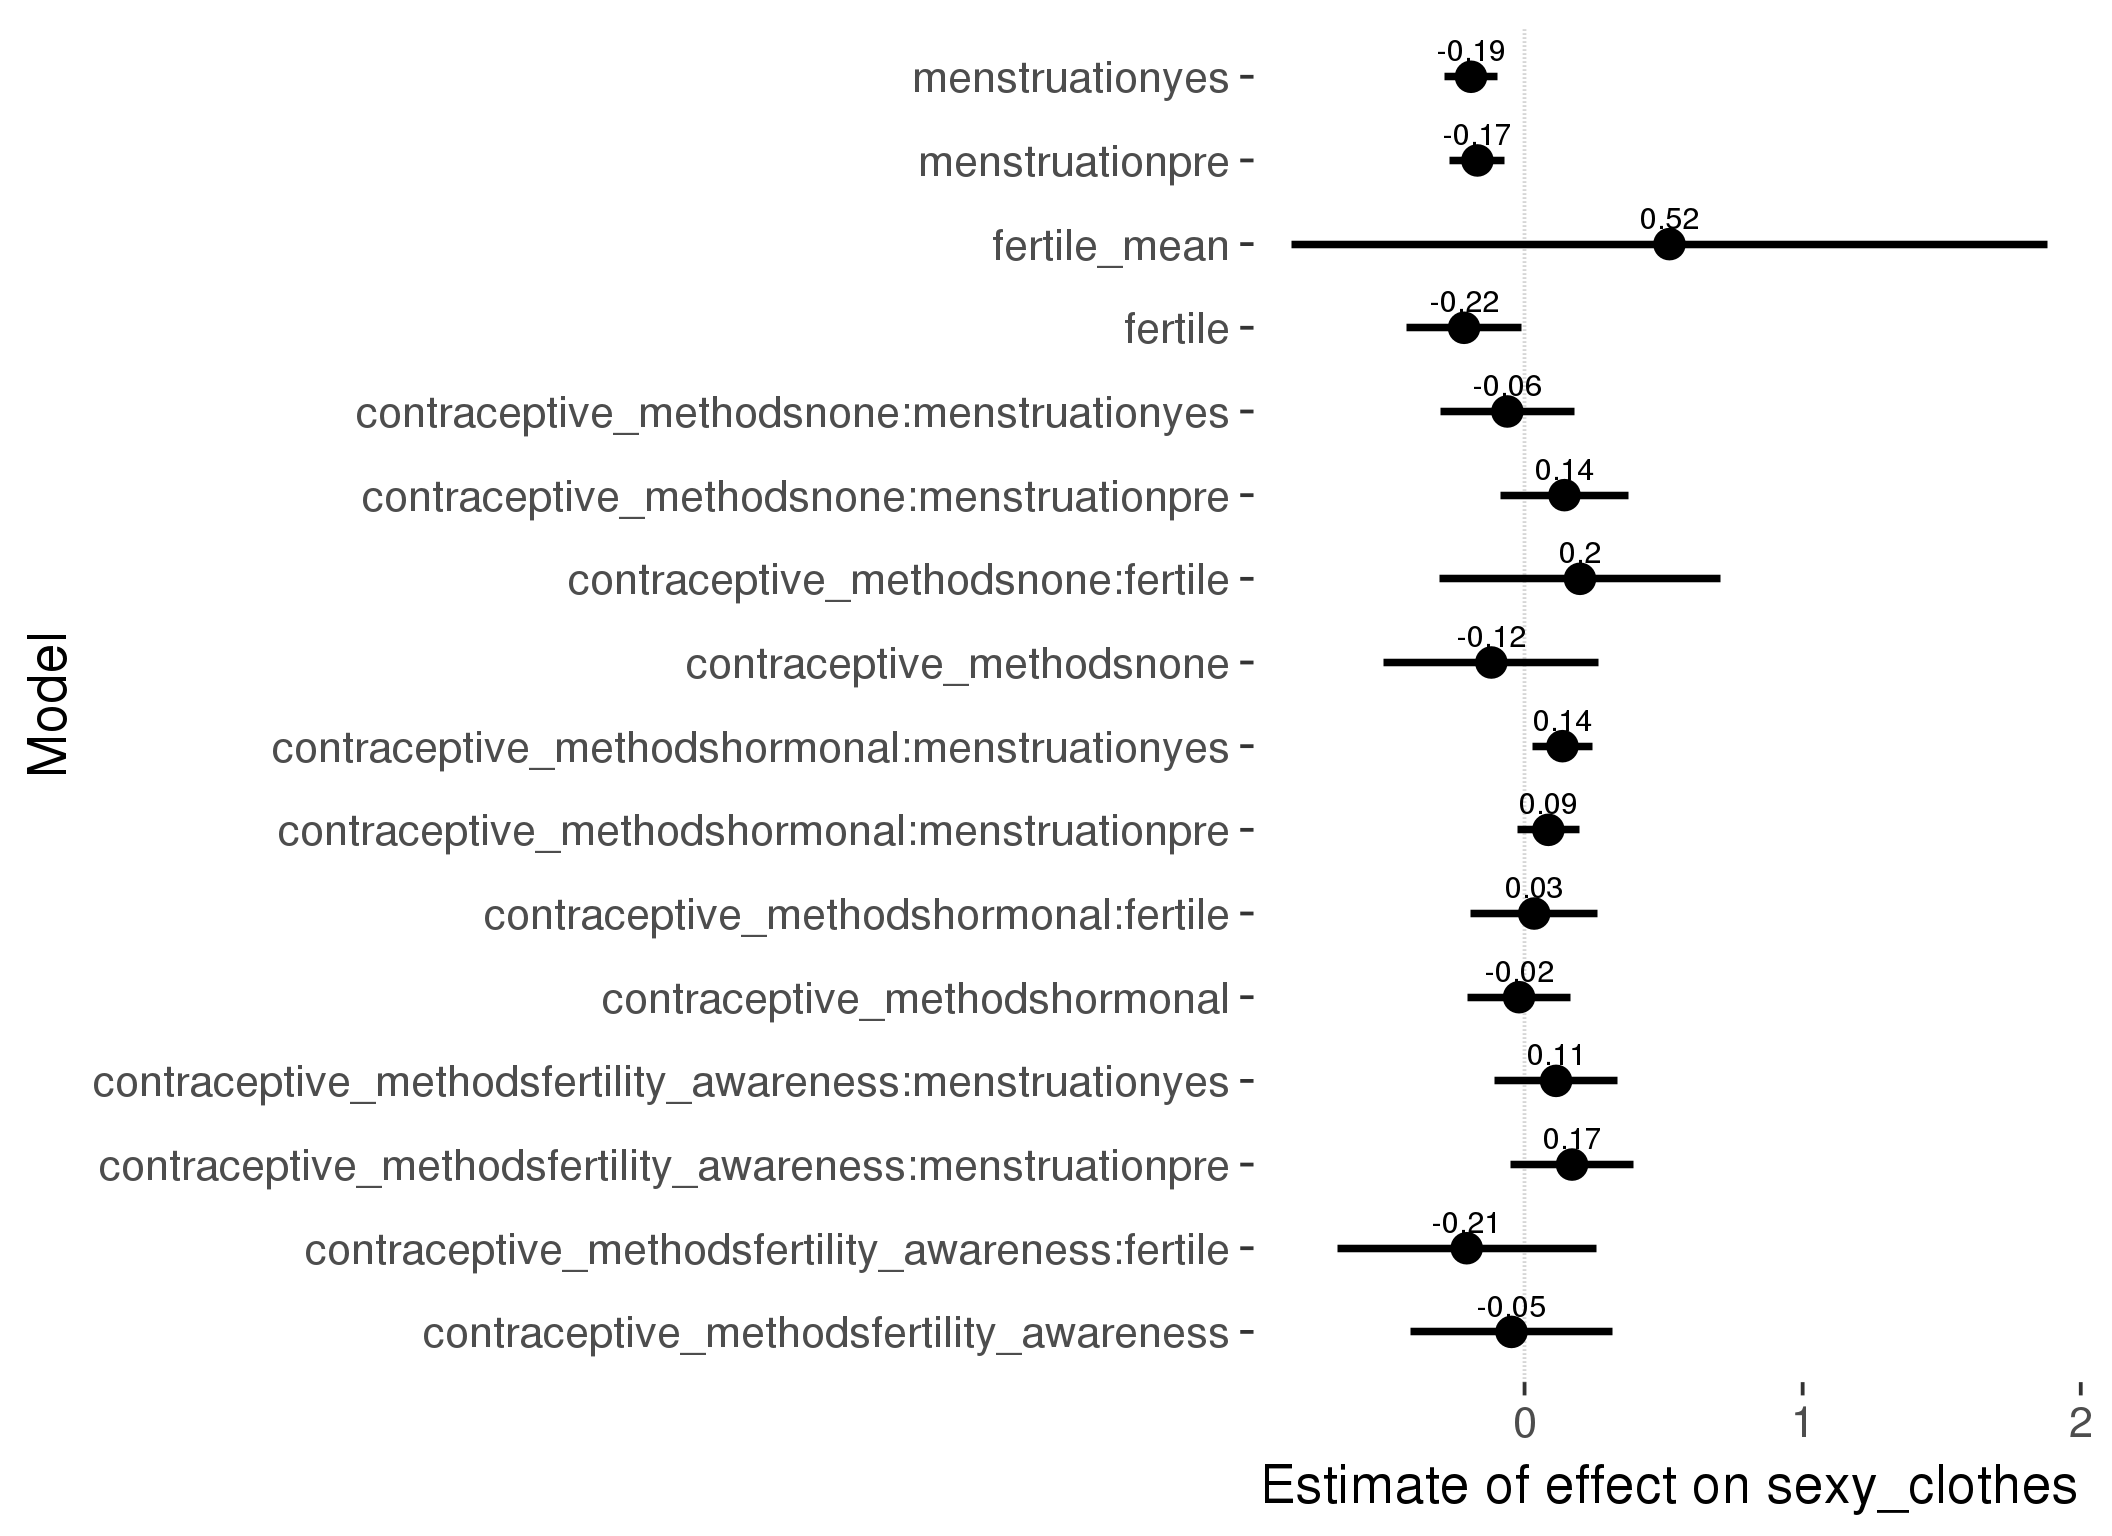 -0.19
menstruationyes
-0.17
menstruationpre
0.52
fertile_mean
-0.22
fertile
-0.06
contraceptive_methodsnone:menstruationyes
0.14
contraceptive_methodsnone:menstruationpre
0.2
contraceptive_methodsnone:fertile
-0.12
contraceptive_methodsnone
Model
0.14
contraceptive_methodshormonal:menstruationyes
0.09
contraceptive_methodshormonal:menstruationpre
0.03
contraceptive_methodshormonal:fertile
-0.02
contraceptive_methodshormonal
0.11
contraceptive_methodsfertility_awareness:menstruationyes
0.17
contraceptive_methodsfertility_awareness:menstruationpre
-0.21
contraceptive_methodsfertility_awareness:fertile
-0.05
contraceptive_methodsfertility_awareness
0 1 2
Estimate of effect on sexy_clothes